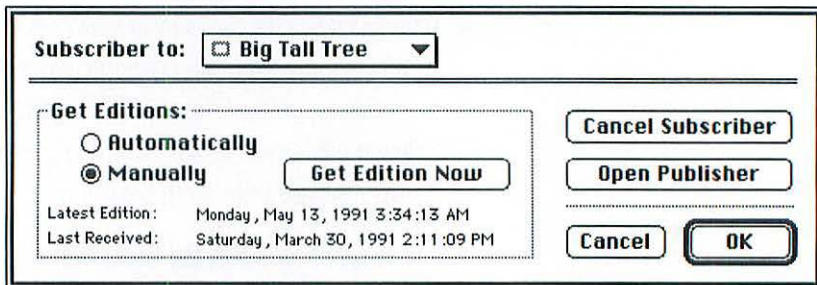 Subscriber to: Big Tall Tree
Get Editions:
Automatically
Manually
Get Edition Now
Latest Edition: Monday, May 13, 1991 3:34:13 AM
Last Received: Saturday, March 30, 1991 2:11:09 PM
Cancel Subscriber
Open Publisher
Cancel
OK